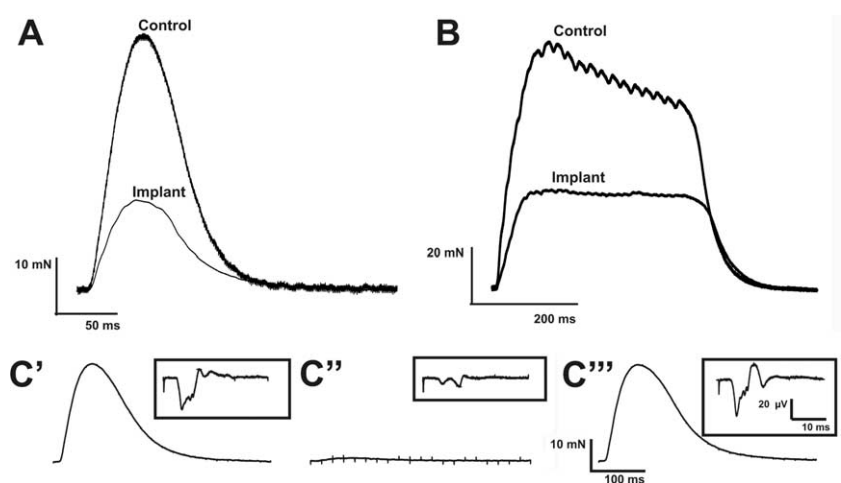 A
Control
Implant
10 mN
50 ms
B
Control
Implant
20 mN
200 ms
C'
C''
C'''
20 µV
10 ms
10 mN
100 ms